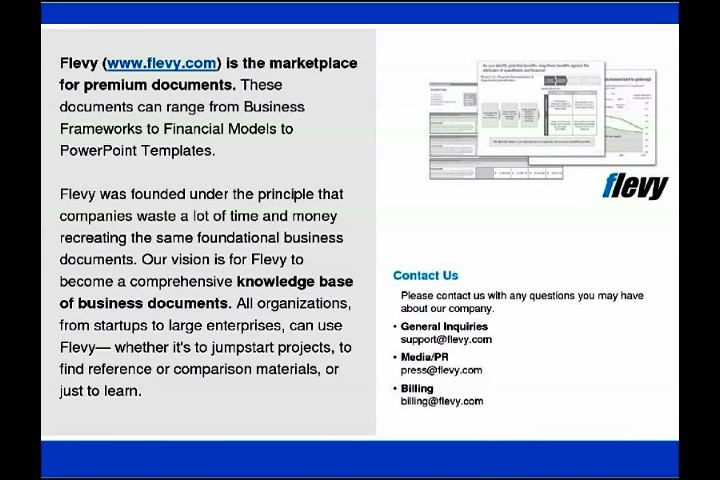 Flevy (www.flevy.com) is the marketplace
for premium documents. These
documents can range from Business
Frameworks to Financial Models to
PowerPoint Templates.
Flevy was founded under the principle that
companies waste a lot of time and money
recreating the same foundational business
documents. Our vision is for Flevy to
become a comprehensive knowledge base
of business documents. All organizations,
from startups to large enterprises, can use
Flevy— whether it's to jumpstart projects, to
find reference or comparison materials, or
just to learn.
flevy
Contact Us
Please contact us with any questions you may have
about our company.
• General Inquiries
support@flevy.com
• Media/PR
press@flevy.com
• Billing
billing@flevy.com